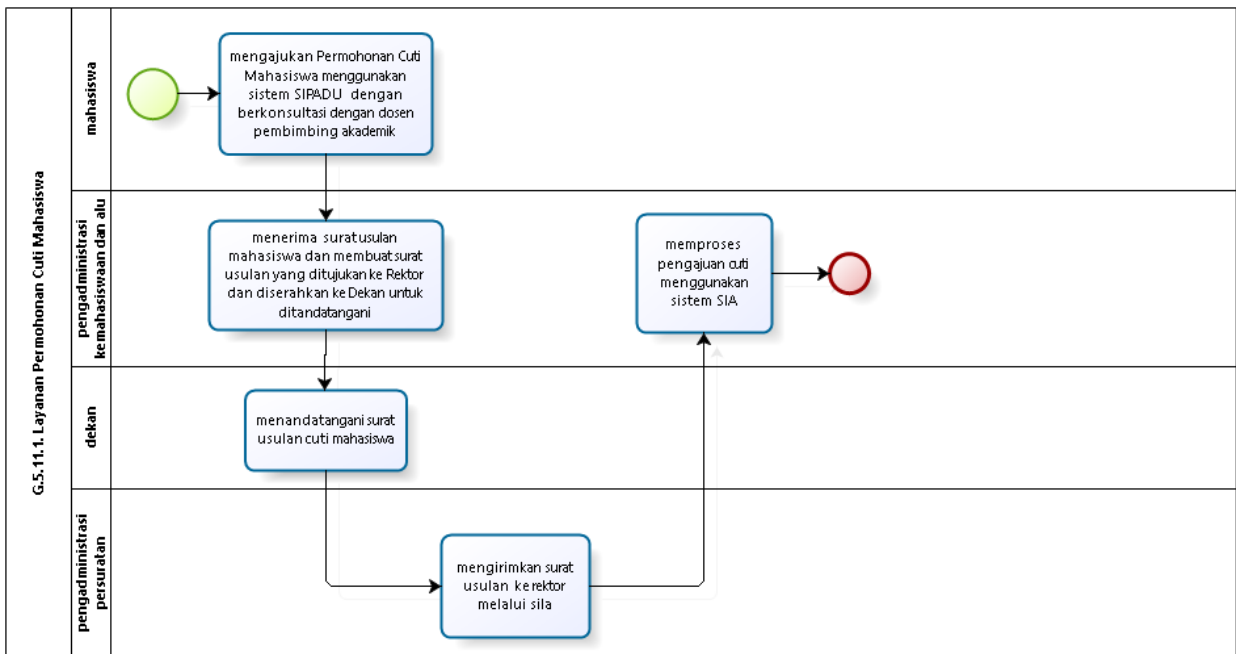 G.5.11.1. Layanan Permohonan Cuti Mahasiswa
mahasiswa
mengajukan Permohonan Cuti
Mahasiswa menggunakan
sistem SIPADU dengan
berkonsultasi dengan dosen
pembimbing akademik
pengadministrasi
kemahasiswaan dan alu
menerima surat usulan
mahasiswa dan membuat surat
usulan yang ditujukan ke Rektor
dan diserahkan ke Dekan untuk
ditandatangani
memproses
pengajuan cuti
menggunakan
sistem SIA
dekan
menandatangani surat
usulan cuti mahasiswa
pengadministrasi
persuratan
mengirimkan surat
usulan ke rektor
melalui sila